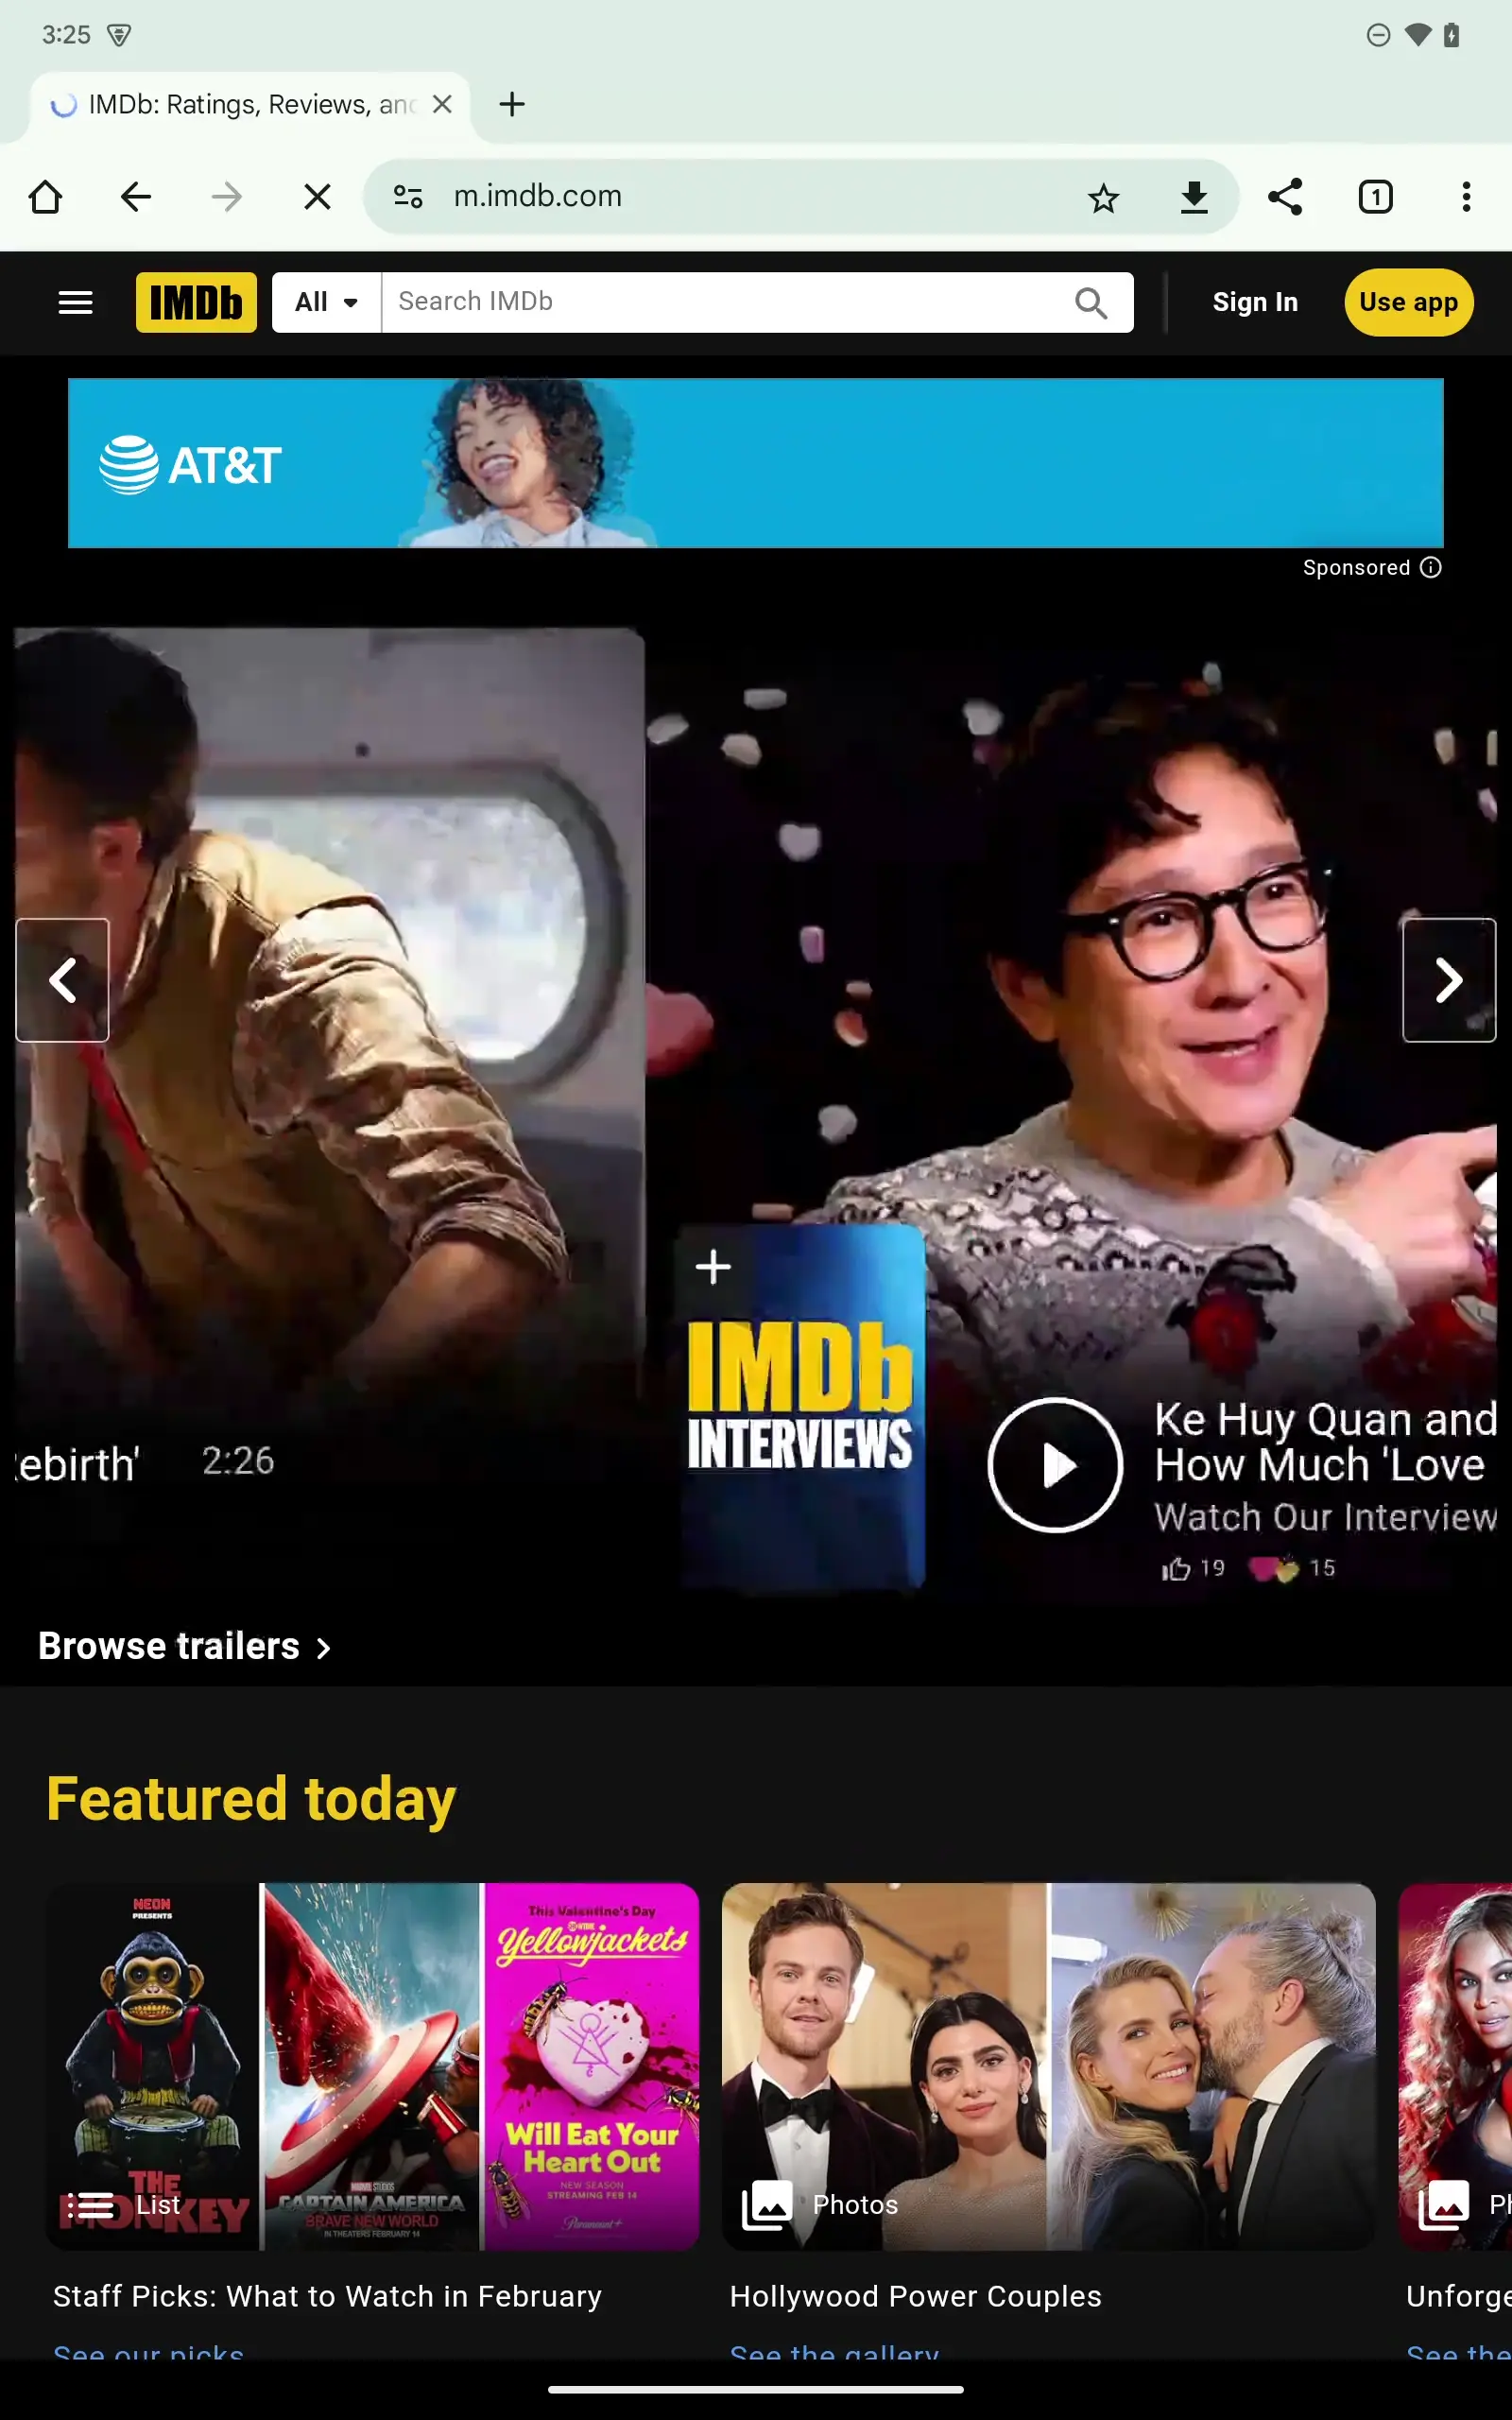 3:25
IMDb: Ratings, Reviews, and
m.imdb.com
1
IMDb
All
Search IMDb
Sign In
Use app
AT&T
Sponsored
ebirth'
2:26
IMDb
INTERVIEWS
Ke Huy Quan and
How Much 'Love
Watch Our Interview
19
15
Browse trailers
Featured today
NEON
PRESENTS
THE
MONKEY
List
MARVEL STUDIOS
CAPTAIN AMERICA
BRAVE NEW WORLD
IN THEATERS FEBRUARY 14
This Valentine's Day
SHOWTIME
Yellowjackets
Will Eat Your
Heart Out
NEW SEASON
STREAMING FEB 14
Paramount+
Photos
Staff Picks: What to Watch in February
Hollywood Power Couples
Unforge
See our picks
See the gallery
See the